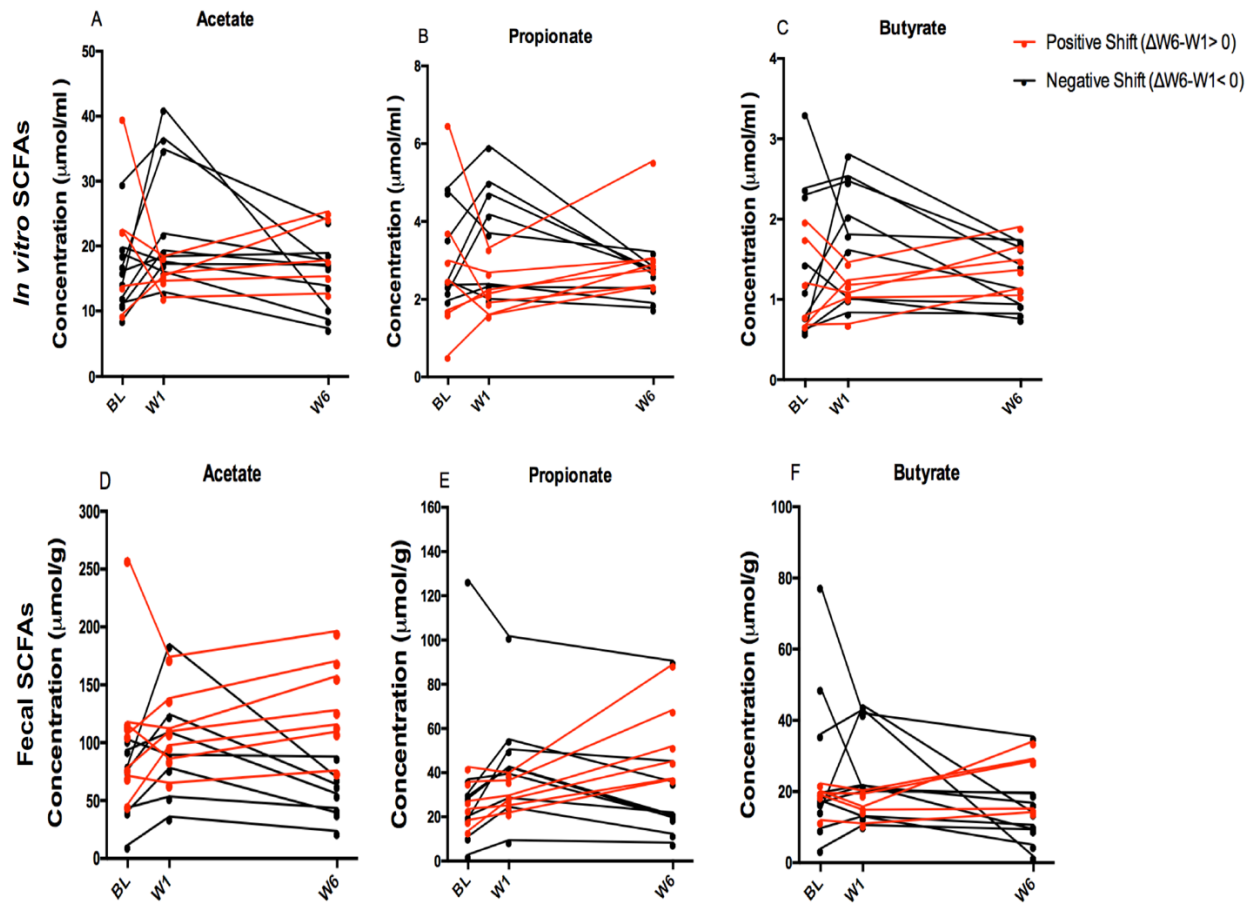 A
Acetate
B
Propionate
C
Butyrate
Positive Shift (ΔW6-W1> 0)
Negative Shift (ΔW6-W1< 0)
In vitro SCFAs
Concentration (μmol/ml )
50
40
30
20
10
0
BL
W1
W6
Concentration (μmol/ml)
8
6
4
2
0
BL
W1
W6
Concentration (μmol/ml)
4
3
2
1
0
BL
W1
W6
D
Acetate
E
Propionate
F
Butyrate
Fecal SCFAs
Concentration (μmol/g)
300
250
200
150
100
50
0
BL
W1
W6
Concentration (μmol/g)
160
140
120
100
80
60
40
20
0
BL
W1
W6
Concentration (μmol/g)
100
80
60
40
20
0
BL
W1
W6